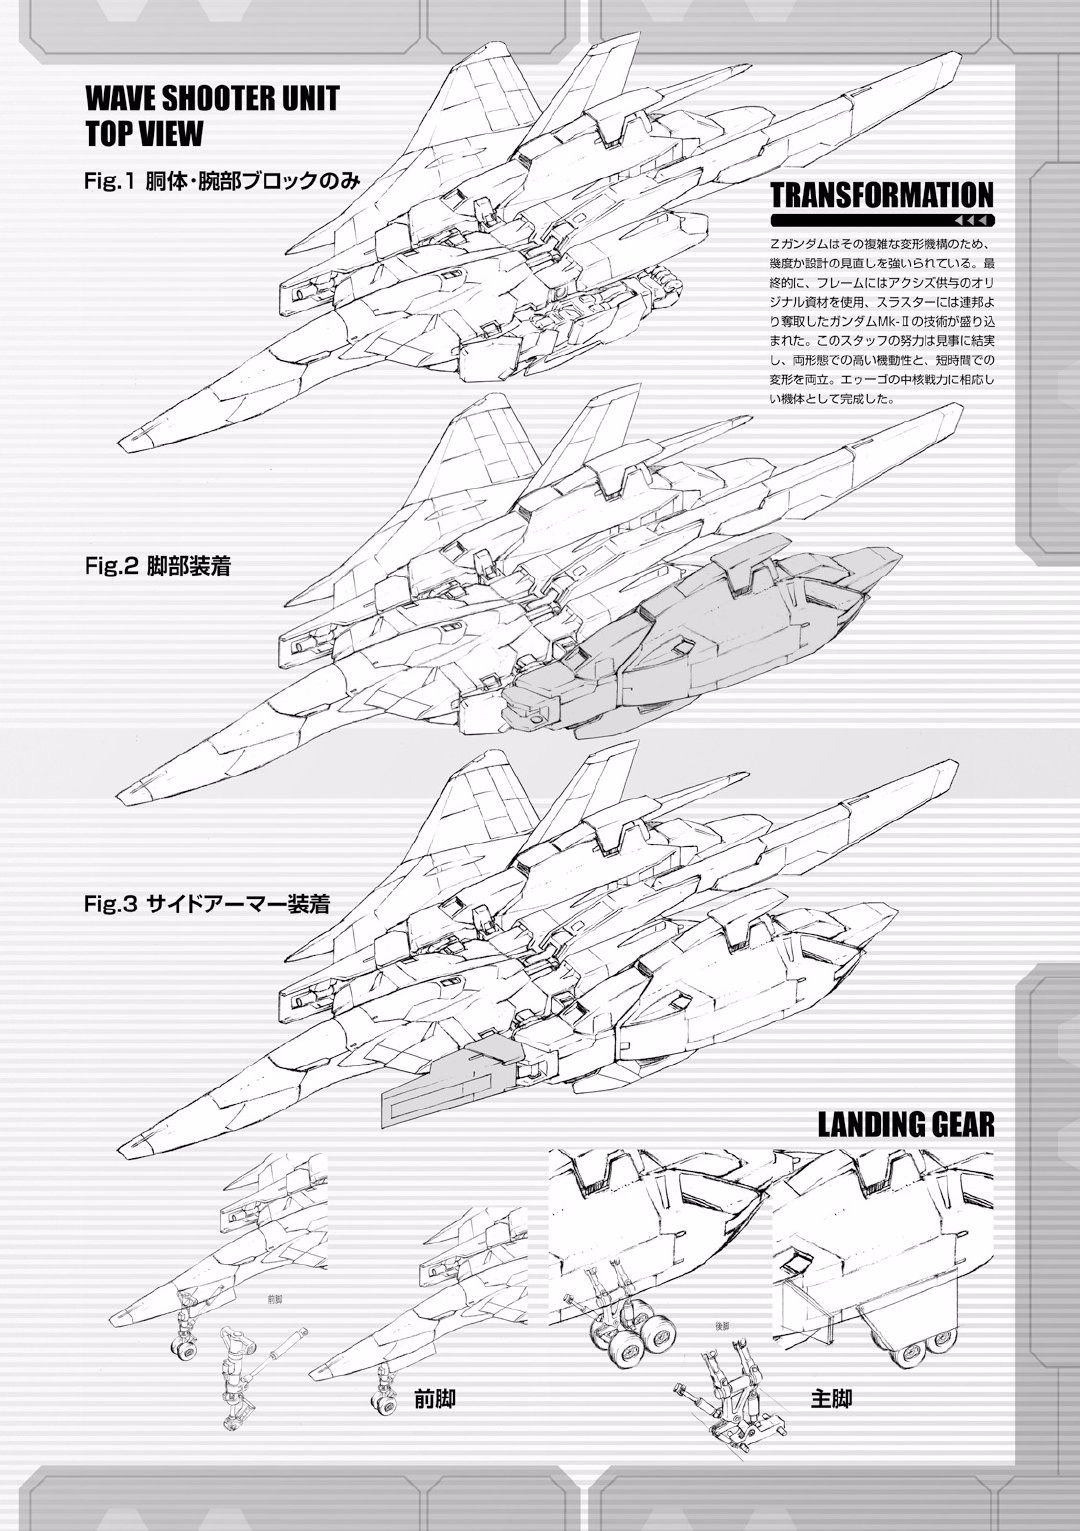 WAVE SHOOTER UNIT
TOP VIEW
Fig.1 胴体・腕部ブロックのみ
TRANSFORMATION
Ζガンダムはその複雑な変形機構のため、
幾度か設計の見直しを強いられている。最
終的に、フレームにはアクシズ供与のオリ
ジナル資材を使用、スラスターには連邦よ
り奪取したガンダムMk-Ⅱの技術が盛り込
まれた。このスタッフの努力は見事に結実
し、両形態での高い機動性と、短時間での
変形を両立。エゥーゴの中核戦力に相応し
い機体として完成した。
Fig.2 脚部装着
Fig.3 サイドアーマー装着
LANDING GEAR
前脚
後脚
前脚
主脚